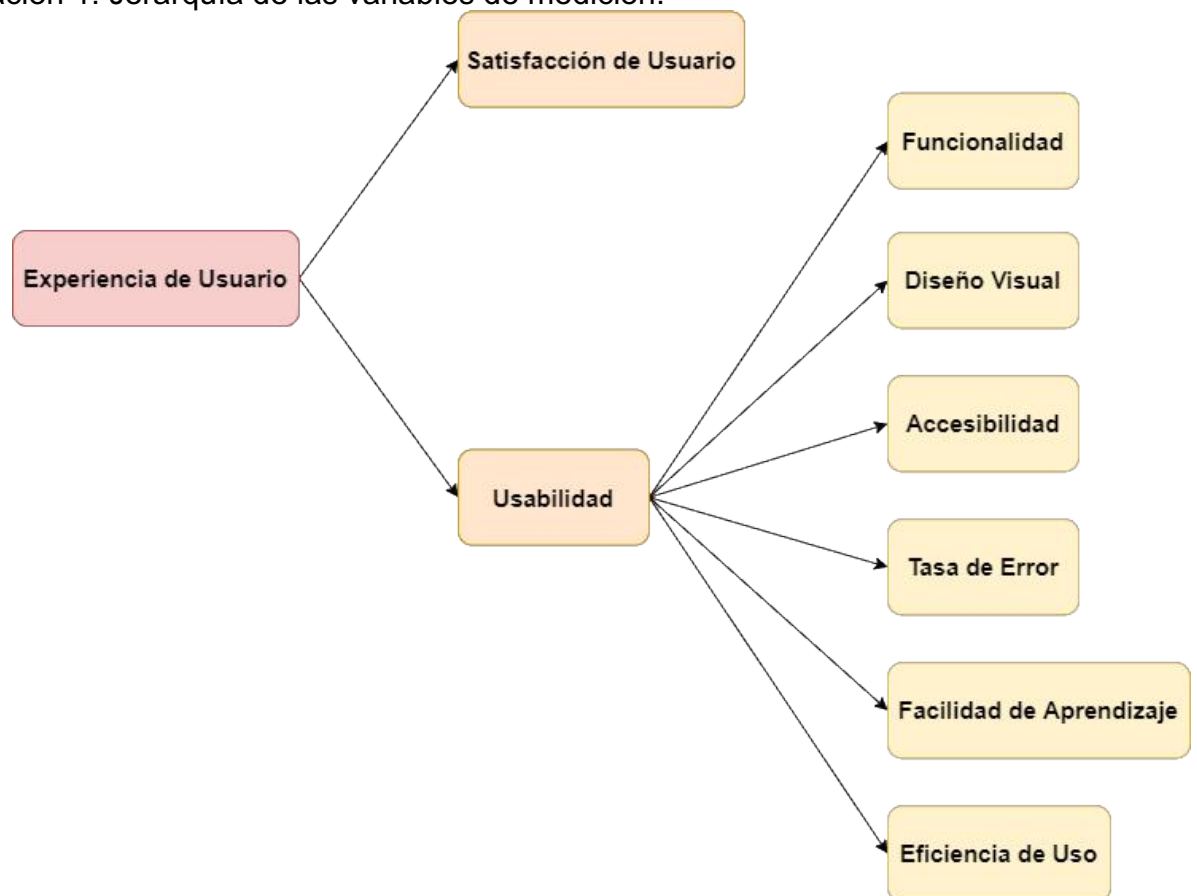 1. Jerarquía de las variables de medición.
Satisfacción de Usuario
Funcionalidad
Experiencia de Usuario
Diseño Visual
Accesibilidad
Usabilidad
Tasa de Error
Facilidad de Aprendizaje
Eficiencia de Uso